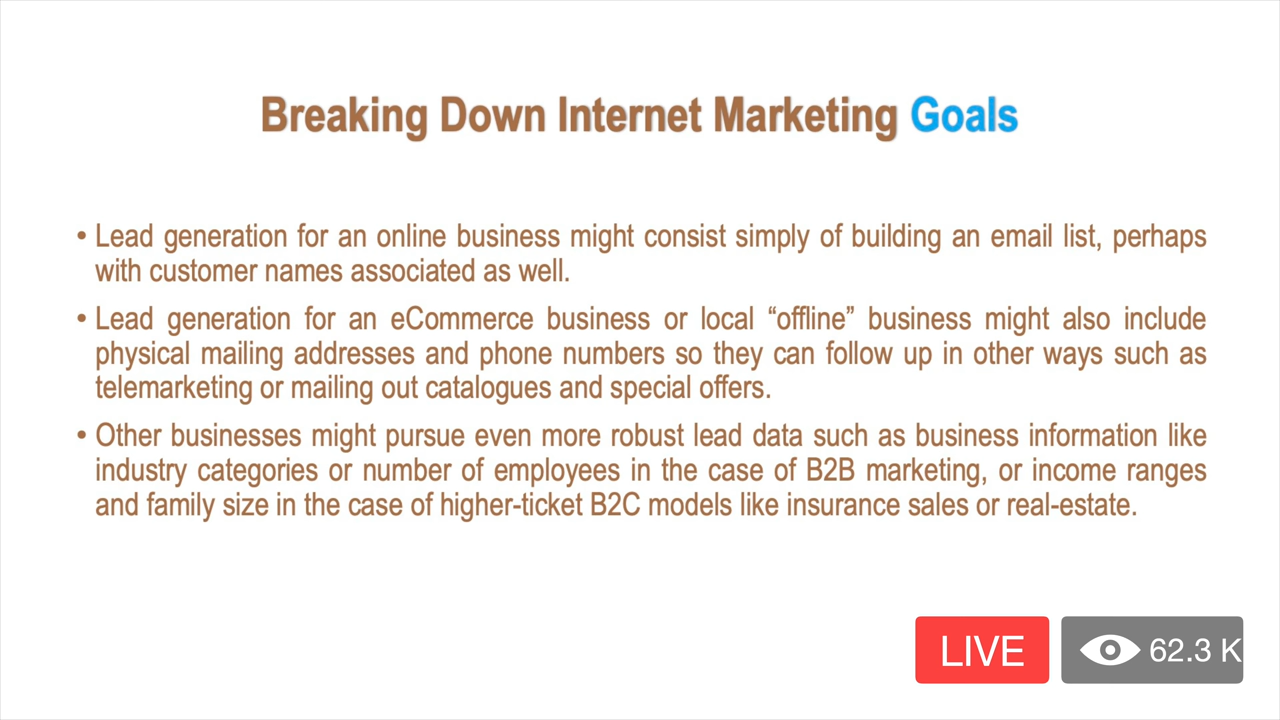 Breaking Down Internet Marketing Goals
• Lead generation for an online business might consist simply of building an email list, perhaps
with customer names associated as well.
• Lead generation for an eCommerce business or local “offline” business might also include
physical mailing addresses and phone numbers so they can follow up in other ways such as
telemarketing or mailing out catalogues and special offers.
• Other businesses might pursue even more robust lead data such as business information like
industry categories or number of employees in the case of B2B marketing, or income ranges
and family size in the case of higher-ticket B2C models like insurance sales or real-estate.
LIVE 62.3 K